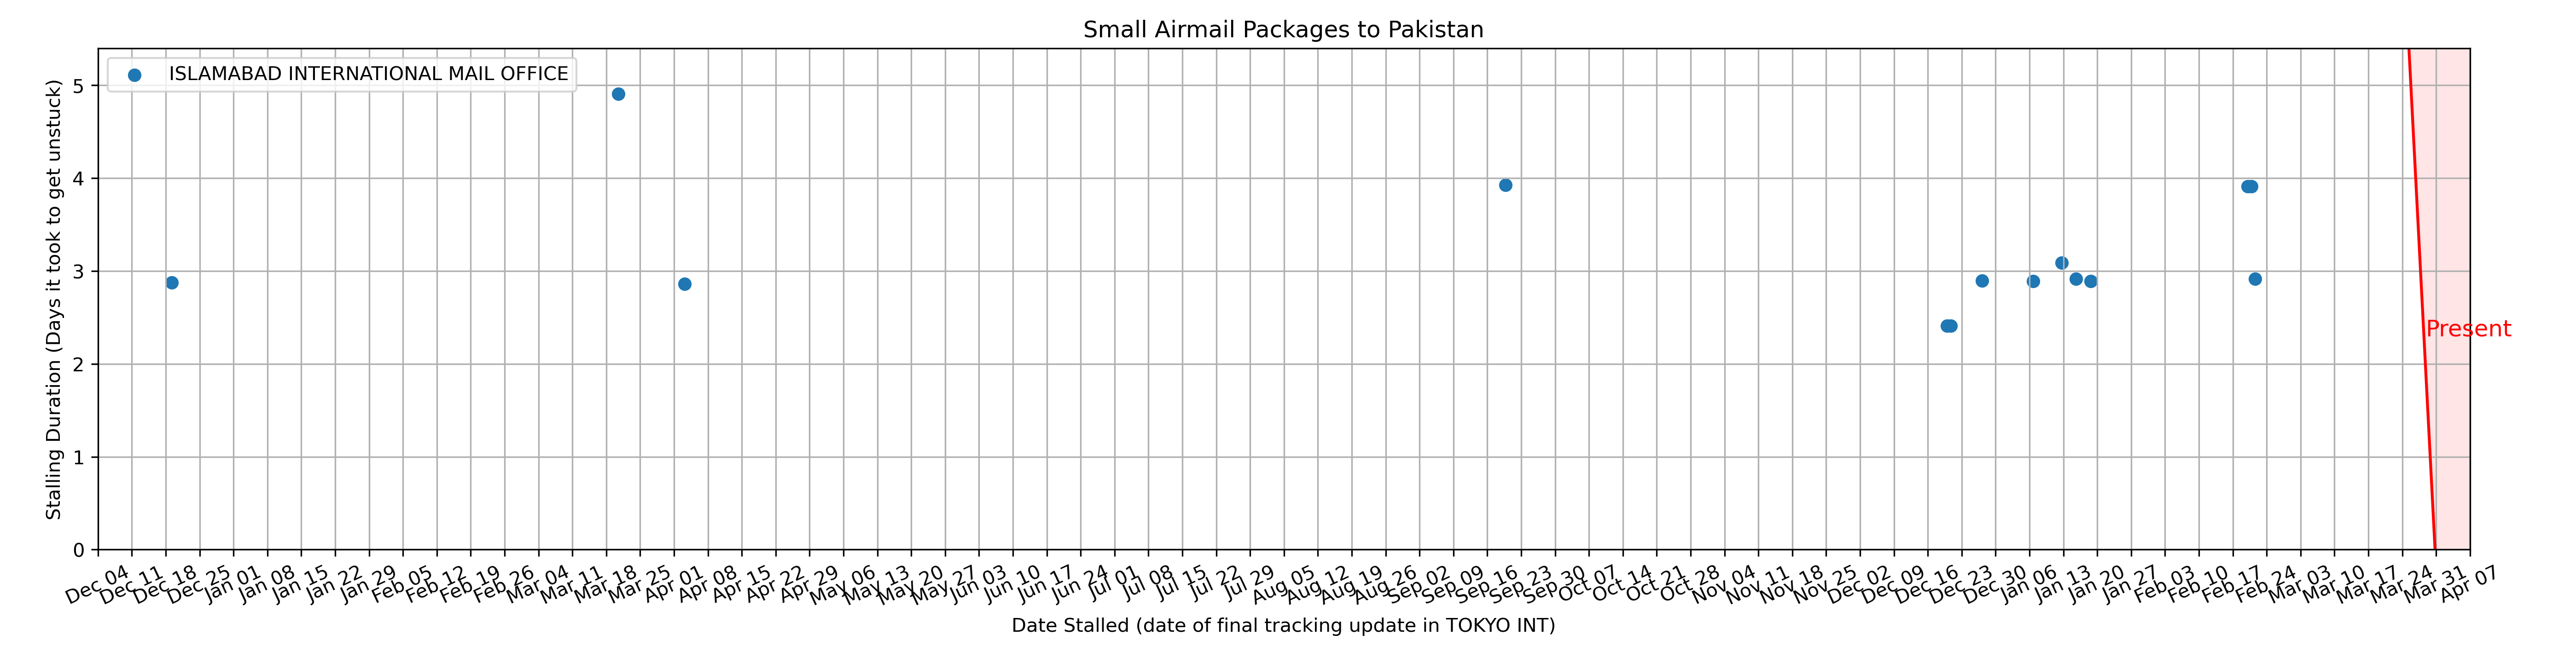 Small Airmail Packages to Pakistan
ISLAMABAD INTERNATIONAL MAIL OFFICE
Stalling Duration (Days it took to get unstuck)
5
4
3
2
1
0
Present
Dec 04 Dec 11 Dec 18 Dec 25 Jan 01 Jan 08 Jan 15 Jan 22 Jan 29 Feb 05 Feb 12 Feb 19 Feb 26 Mar 04 Mar 11 Mar 18 Mar 25 Apr 01 Apr 08 Apr 15 Apr 22 Apr 29 May 06 May 13 May 20 May 27 Jun 03 Jun 10 Jun 17 Jun 24 Jul 01 Jul 08 Jul 15 Jul 22 Jul 29 Aug 05 Aug 12 Aug 19 Aug 26 Sep 02 Sep 09 Sep 16 Sep 23 Sep 30 Oct 07 Oct 14 Oct 21 Oct 28 Nov 04 Nov 11 Nov 18 Nov 25 Dec 02 Dec 09 Dec 16 Dec 23 Dec 30 Jan 06 Jan 13 Jan 20 Jan 27 Feb 03 Feb 10 Feb 17 Feb 24 Mar 03 Mar 10 Mar 17 Mar 24 Mar 31 Apr 07
Date Stalled (date of final tracking update in TOKYO INT)